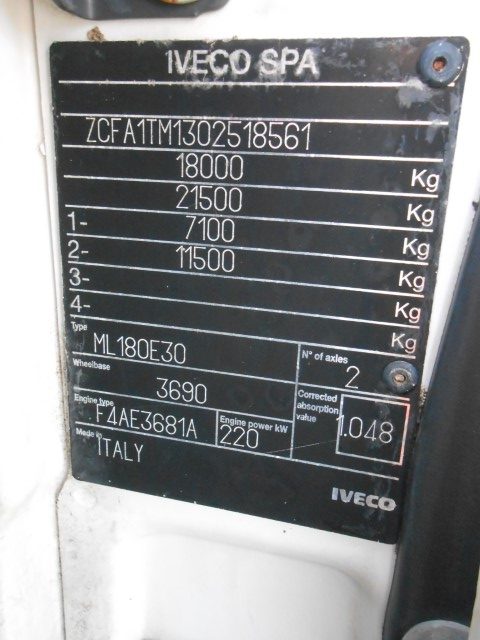 IVECO SPA
ZCFA1TM1302518561
18000 Kg
21500 Kg
1- 7100 Kg
2- 11500 Kg
3- Kg
4- Kg
Type ML180E30 N° of axles 2
Wheelbase 3690
Corrected absorption value 1.048
Engine type F4AE3681A Engine power kW 220
Made in ITALY
IVECO